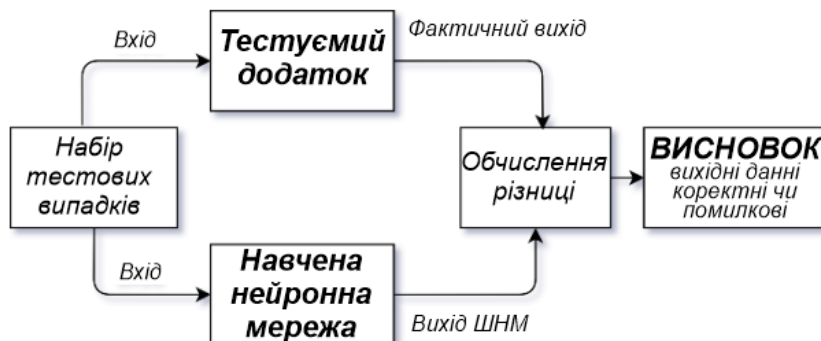 Вхід
Тестуємий
додаток
Фактичний вихід
Набір
тестових
випадків
Обчислення
різниці
ВИСНОВОК
вихідні данні
коректні чи
помилкові
Вхід
Навчена
нейронна
мережа
Вихід ШНМ